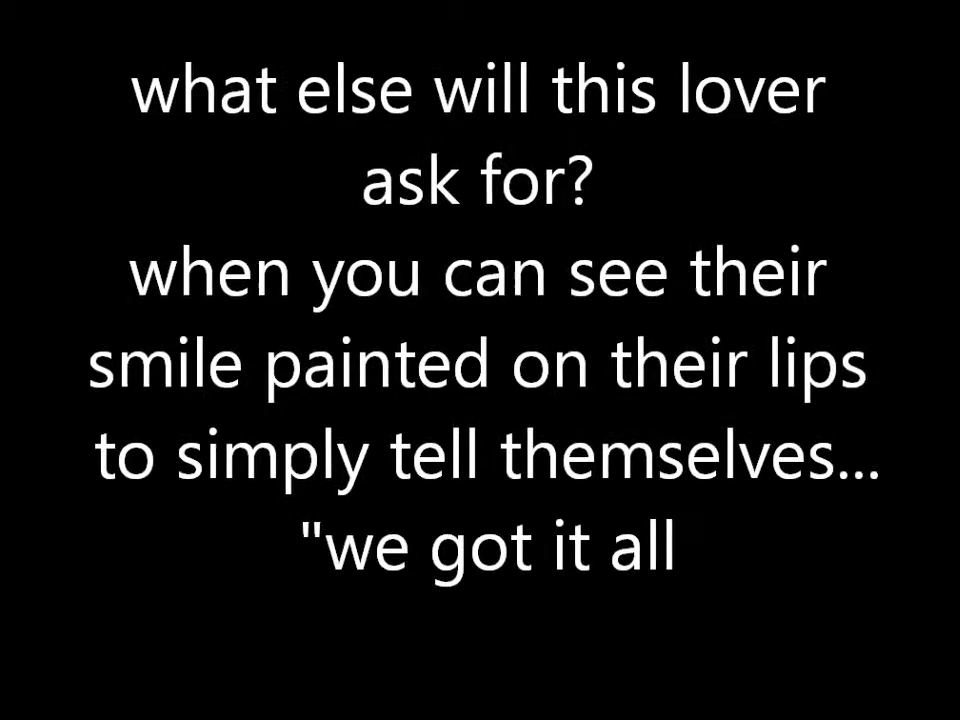 what else will this lover
ask for?
when you can see their
smile painted on their lips
to simply tell themselves...
"we got it all